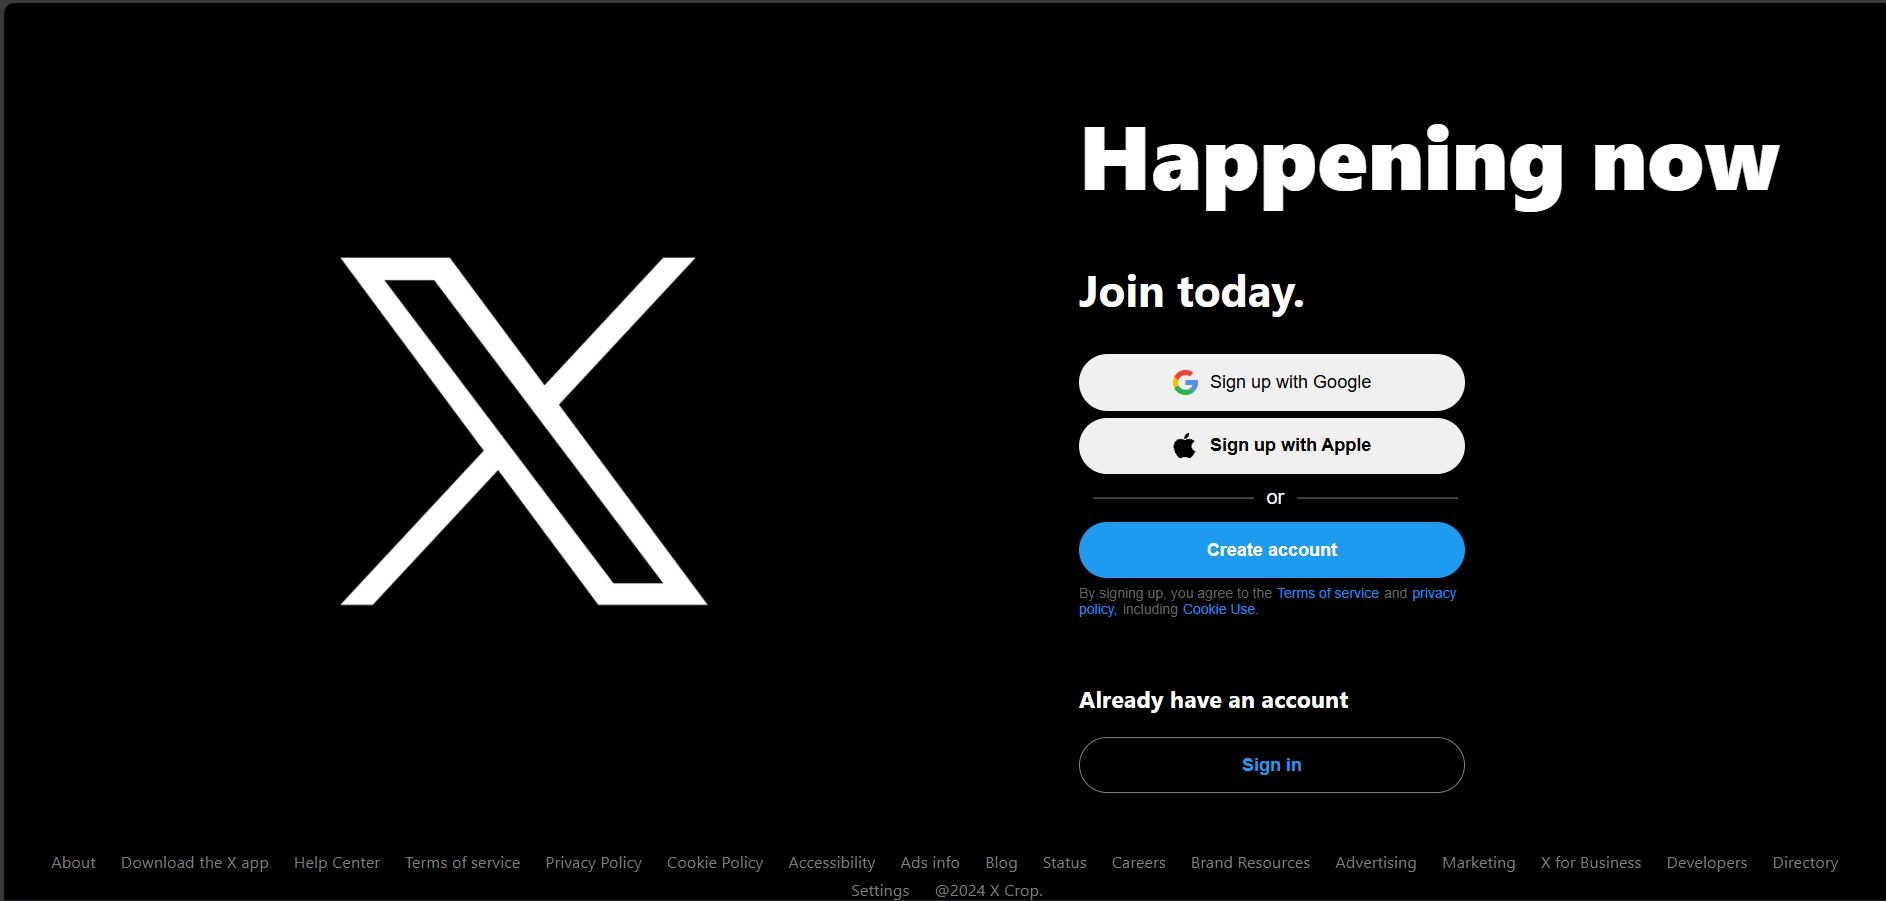 Happening now
Join today.
Sign up with Google
Sign up with Apple
or
Create account
By signing up, you agree to the Terms of service and privacy
policy, including Cookie Use.
Already have an account
Sign in
About Download the X app Help Center Terms of service Privacy Policy Cookie Policy Accessibility Ads info Blog Status Careers Brand Resources Advertising Marketing X for Business Developers Directory
Settings @2024 X Crop.